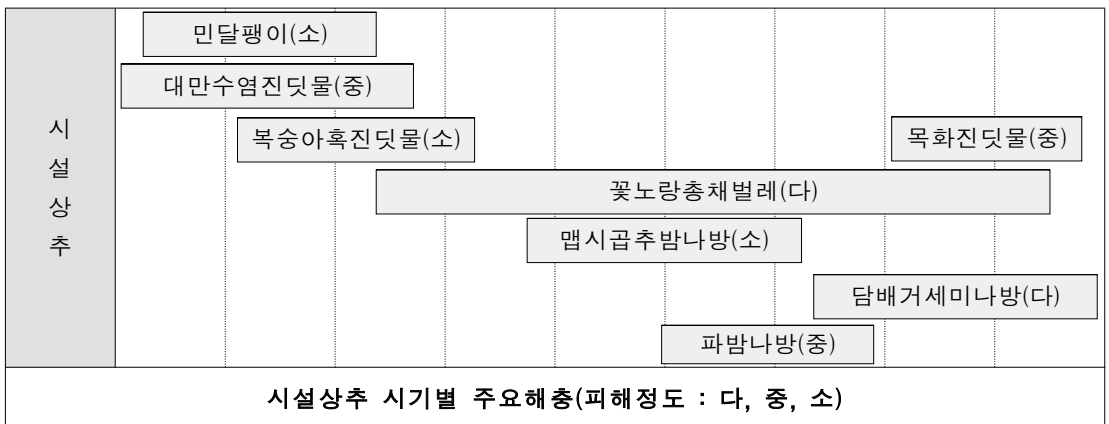 시설상추
민달팽이(소)
대만수염진딧물(중)
복숭아혹진딧물(소)
목화진딧물(중)
꽃노랑총채벌레(다)
맵시곱추밤나방(소)
담배거세미나방(다)
파밤나방(중)
시설상추 시기별 주요해충(피해정도 : 다, 중, 소)